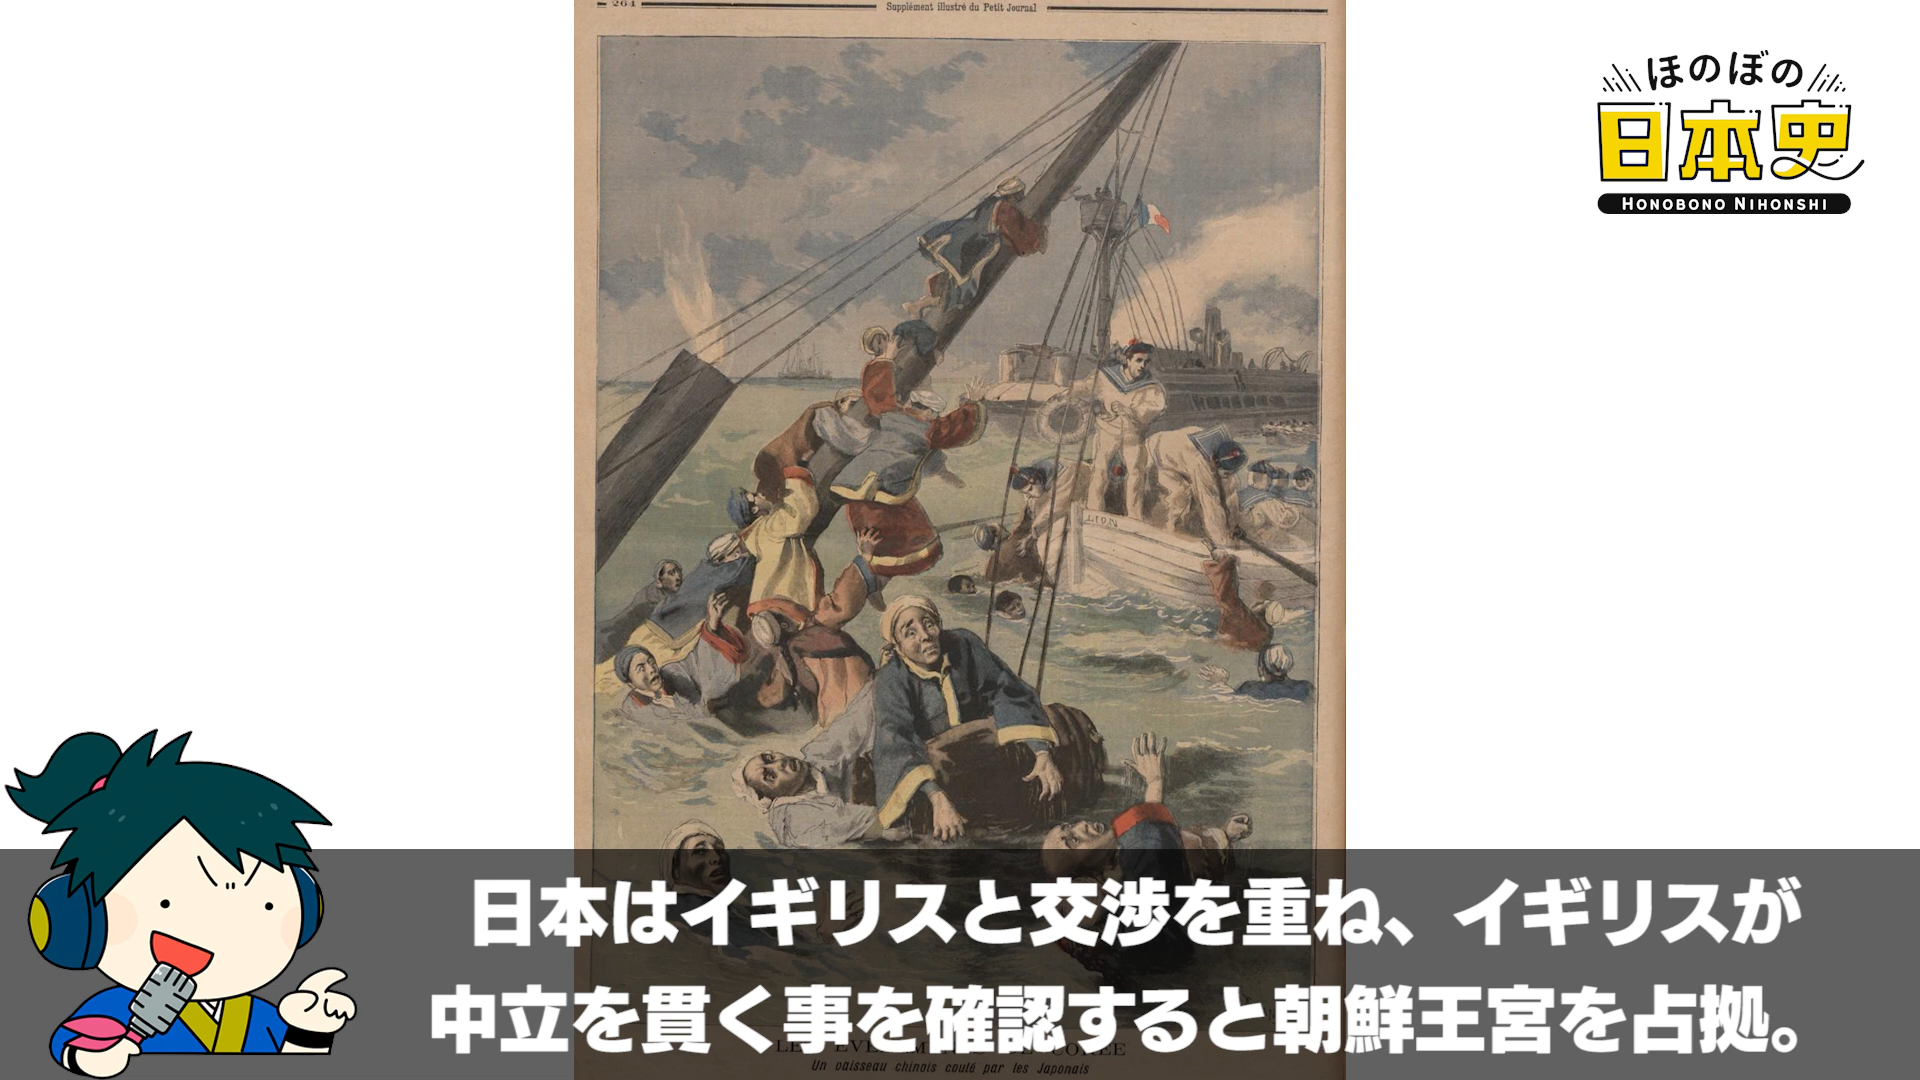 264
Supplément illustré du Petit Journal
ほのぼの
日本史
HONOBONO NIHONSHI
LION
日本はイギリスと交渉を重ね、イギリスが
中立を貫く事を確認すると朝鮮王宮を占拠。
Un vaisseau chinois coulé par les Japonais